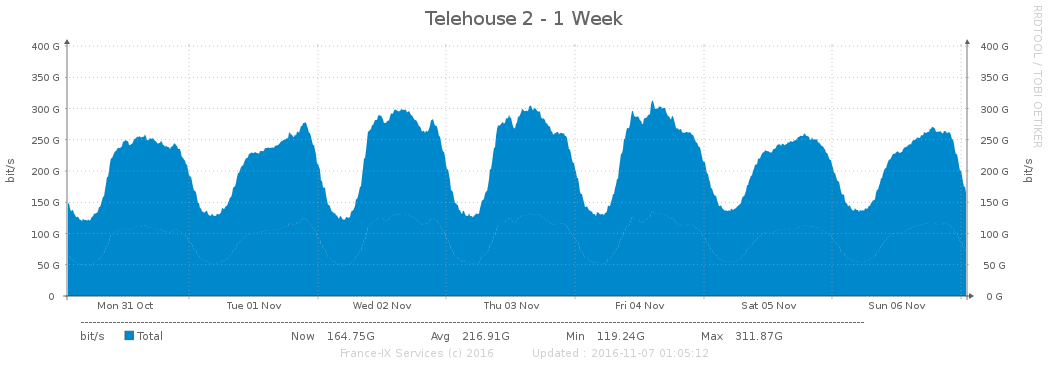 Telehouse 2 - 1 Week
RRDTOOL / TOBI OETIKER
400 G 400 G
350 G 350 G
300 G 300 G
250 G 250 G
200 G 200 G
150 G 150 G
100 G 100 G
50 G 50 G
0 0 G
bit/s bit/s
Mon 31 Oct Tue 01 Nov Wed 02 Nov Thu 03 Nov Fri 04 Nov Sat 05 Nov Sun 06 Nov
bit/s Total Now 164.75G Avg 216.91G Min 119.24G Max 311.87G
France-IX Services (c) 2016 Updated : 2016-11-07 01:05:12